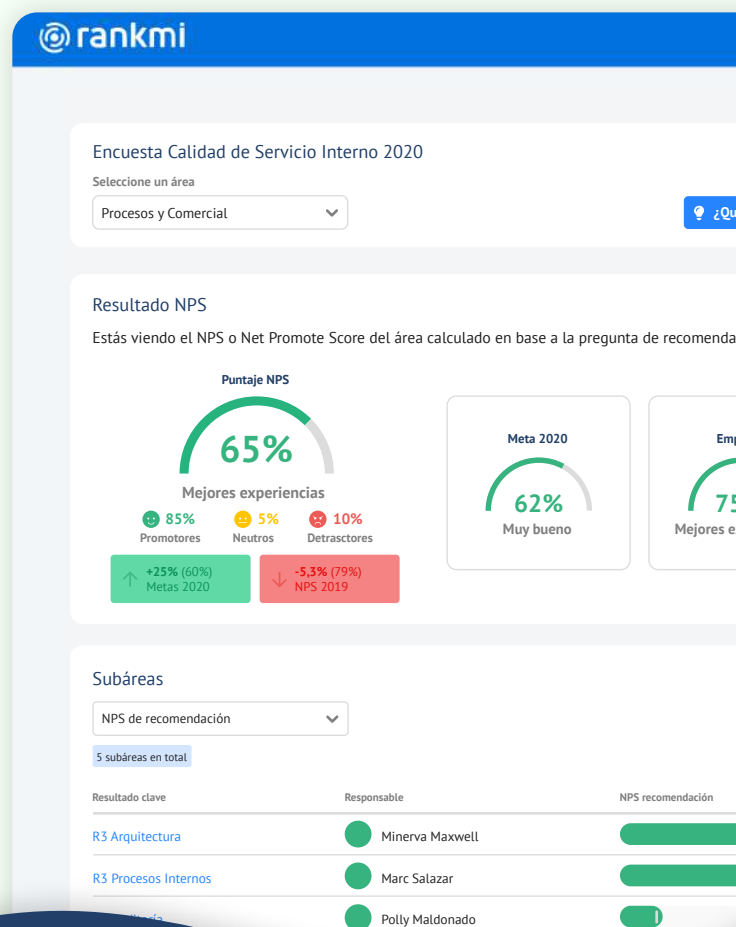 rankmi
Encuesta Calidad de Servicio Interno 2020
Seleccione un área
Procesos y Comercial
Resultado NPS
Estás viendo el NPS o Net Promote Score del área calculado en base a la pregunta de
Puntaje NPS
65%
Mejores experiencias
85%
Promotores
5%
Neutros
10%
Detrasctores
+25% (60%)
Metas 2020
-5,3% (79%)
NPS 2019
Meta 2020
62%
Muy bueno
Mejores
Subáreas
NPS de recomendación
5 subáreas en total
Resultado clave
Responsable
NPS recomendación
R3 Arquitectura
Minerva Maxwell
R3 Procesos Internos
Marc Salazar
Polly Maldonado